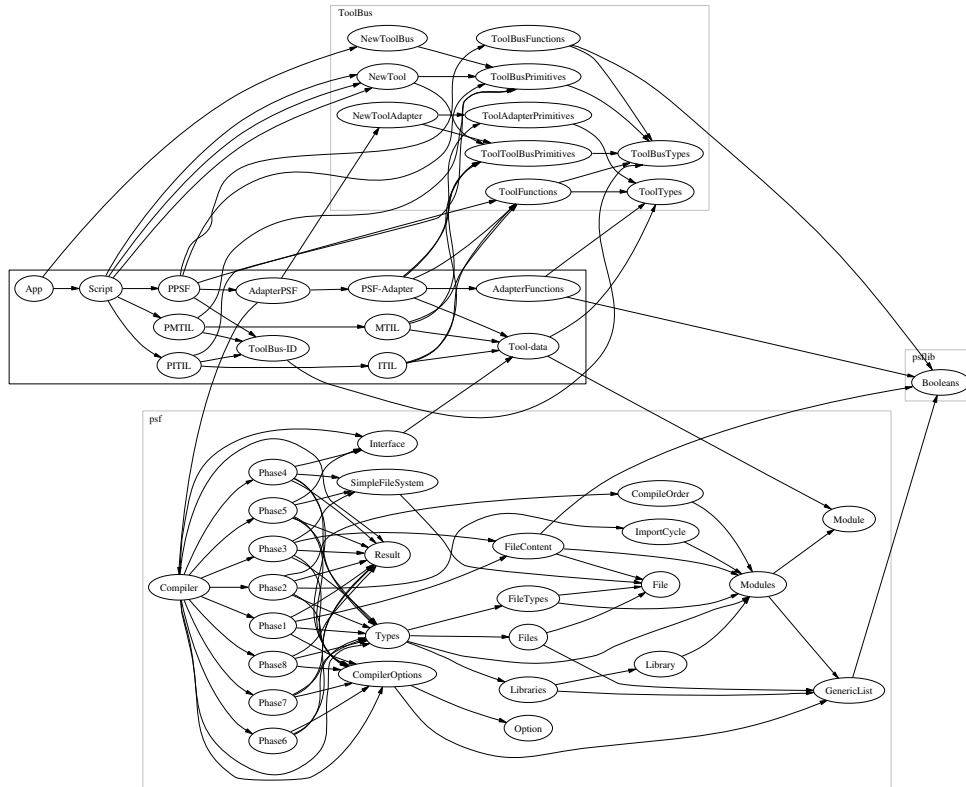 ToolBus
NewToolBus
ToolBusFunctions
NewTool
ToolBusPrimitives
NewToolAdapter
ToolAdapterPrimitives
ToolToolBusPrimitives
ToolBusTypes
ToolFunctions
ToolTypes
App
Script
PPSF
AdapterPSF
PSF-Adapter
AdapterFunctions
PMTIL
MTIL
ToolBus-ID
Tool-data
PITIL
ITIL
psflib
Booleans
psf
Interface
Phase4
SimpleFileSystem
CompileOrder
Phase5
Module
ImportCycle
Phase3
Result
FileContent
Compiler
Phase2
File
Modules
FileTypes
Phase1
Types
Files
Phase8
Library
CompilerOptions
Libraries
GenericList
Phase7
Option
Phase6